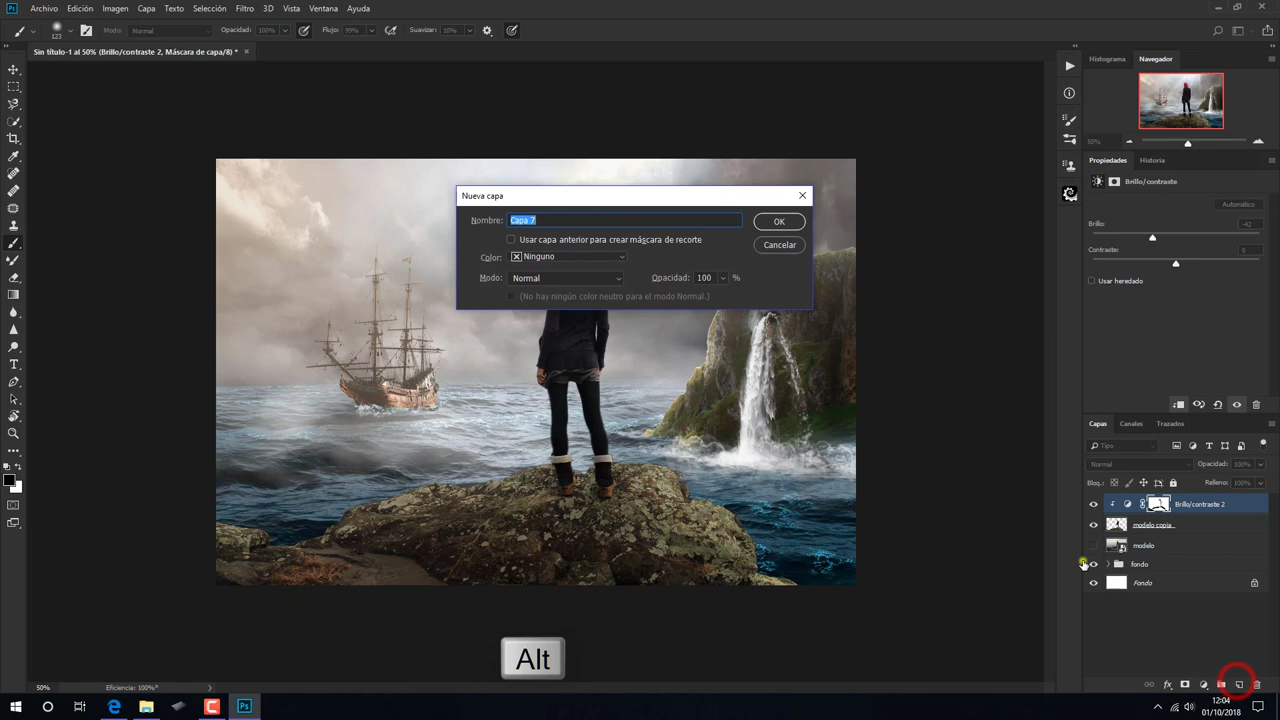 Ps Archivo Edición Imagen Capa Texto Selección Filtro 3D Vista Ventana Ayuda
123 Modo: Normal Opacidad: 100% Flujo: 99% Suavizar: 10%
Sin título-1 al 50% (Brillo/contraste 2, Máscara de capa/8) *
Histograma Navegador
50%
Propiedades Historia
Brillo/contraste
Automático
Brillo: -42
Contraste: 0
Usar heredado
Nueva capa
Nombre: Capa 7 OK
Usar capa anterior para crear máscara de recorte
Cancelar
Color: Ninguno
Modo: Normal Opacidad: 100 %
(No hay ningún color neutro para el modo Normal.)
Capas Canales Trazados
Tipo
Normal Opacidad: 100%
Bloq.: Relleno: 100%
Brillo/contraste 2
modelo copia
modelo
fondo
Fondo
Alt
50% Eficiencia: 100%*
Ps
12:04
01/10/2018